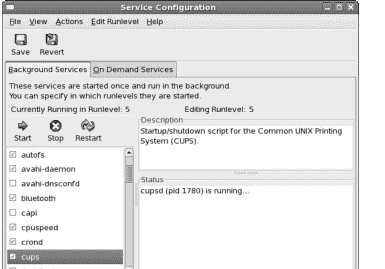 Service Configuration
File View Actions Edit Runlevel Help
Save Revert
Background Services On Demand Services
These services are started once and run in the background.
You can specify in which runlevels they are started.
Currently Running in Runlevel: 5 Editing Runlevel: 5
Start Stop Restart
Description
Startup/shutdown script for the Common UNIX Printing
System (CUPS).
autofs
avahi-daemon
avahi-dnsconfd
bluetooth
capi
cpuspeed
crond
cups
Status
cupsd (pid 1780) is running...